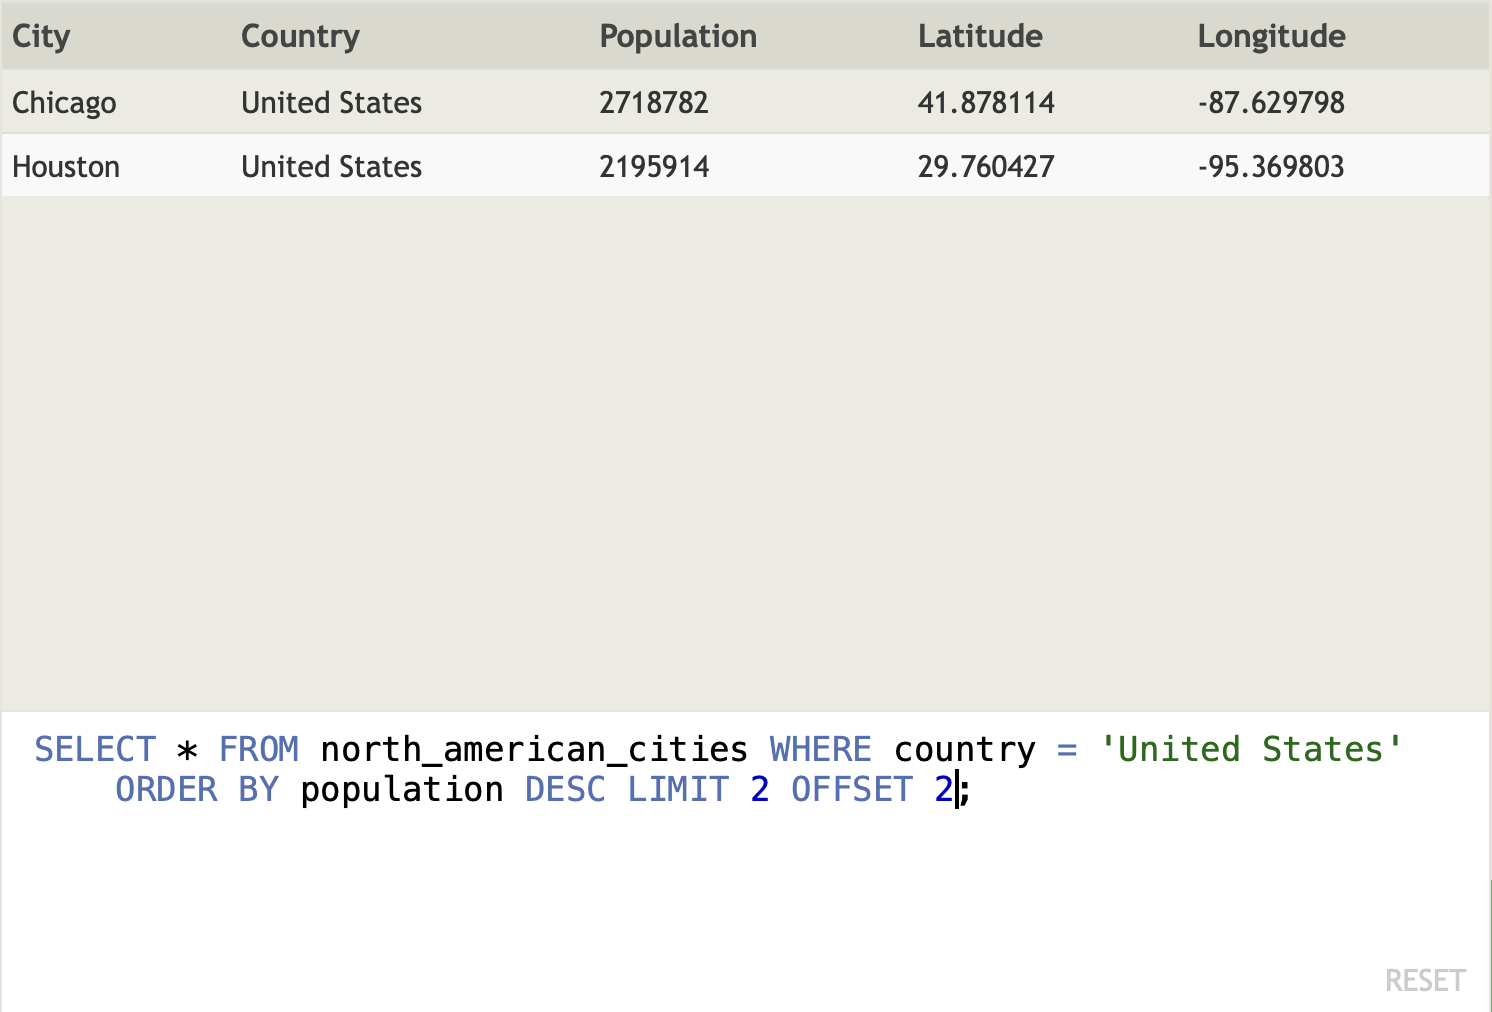 City Country Population Latitude Longitude
Chicago United States 2718782 41.878114 -87.629798
Houston United States 2195914 29.760427 -95.369803
SELECT * FROM north_american_cities WHERE country = 'United States'
ORDER BY population DESC LIMIT 2 OFFSET 2;
RESET